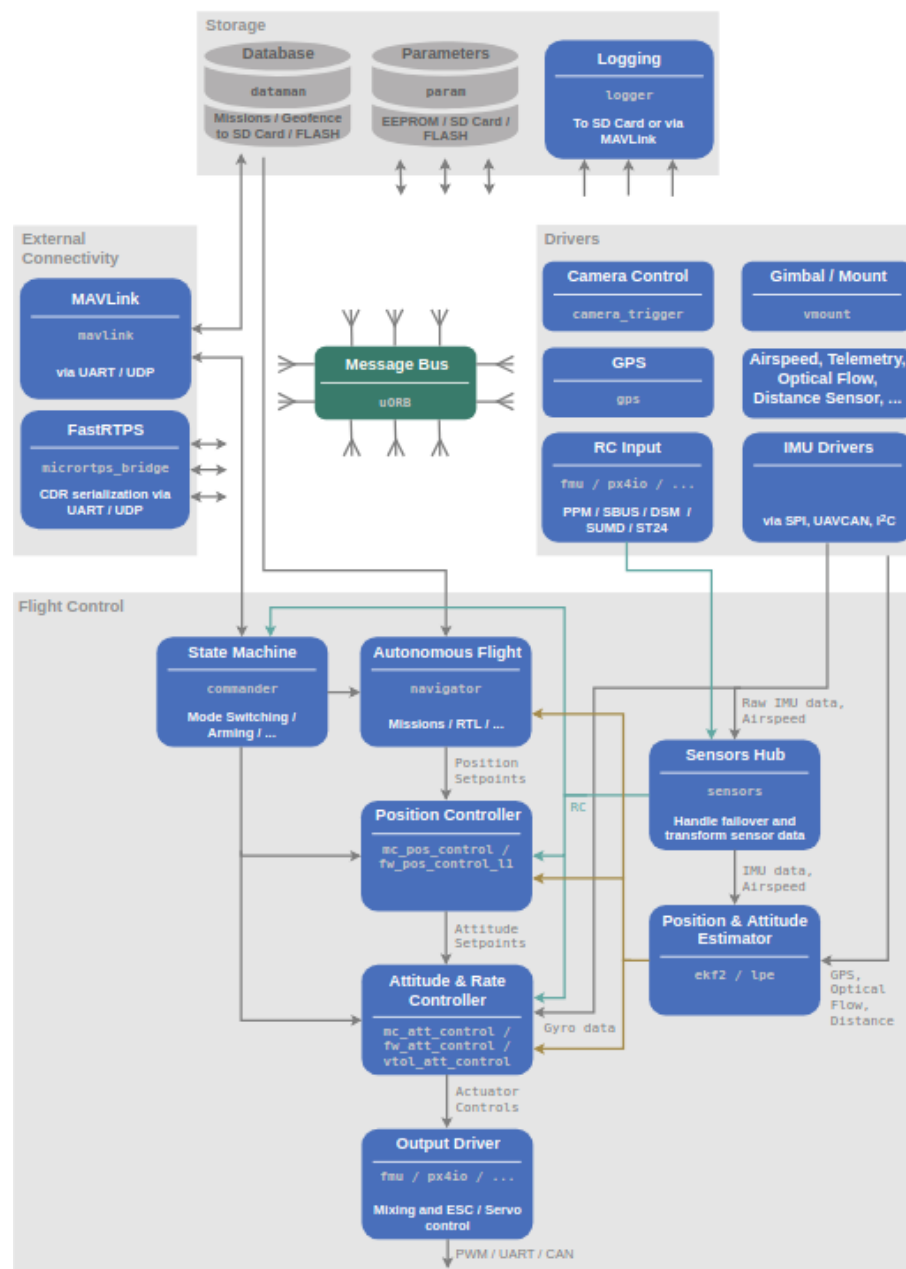 Storage
Database
dataman
Missions / Geofence
to SD Card / FLASH
Parameters
param
EEPROM / SD Card /
FLASH
Logging
logger
To SD Card or via
MAVLink
External
Connectivity
MAVLink
mavlink
via UART / UDP
FastRTPS
micrortps_bridge
CDR serialization via
UART / UDP
Message Bus
uORB
Drivers
Camera Control
camera_trigger
Gimbal / Mount
vmount
GPS
gps
Airspeed, Telemetry,
Optical Flow,
Distance Sensor, ...
RC Input
fmu / px4io / ...
PPM / SBUS / DSM /
SUMD / ST24
IMU Drivers
via SPI, UAVCAN, I²C
Flight Control
State Machine
commander
Mode Switching /
Arming / ...
Autonomous Flight
navigator
Missions / RTL / ...
Raw IMU data,
Airspeed
Position
Setpoints
Sensors Hub
sensors
Handle failover and
transform sensor data
RC
Position Controller
mc_pos_control /
fw_pos_control_l1
IMU data,
Airspeed
Attitude
Setpoints
Position & Attitude
Estimator
ekf2 / lpe
GPS,
Optical
Flow,
Distance
Attitude & Rate
Controller
mc_att_control /
fw_att_control /
vtol_att_control
Gyro data
Actuator
Controls
Output Driver
fmu / px4io / ...
Mixing and ESC / Servo
control
PWM / UART / CAN